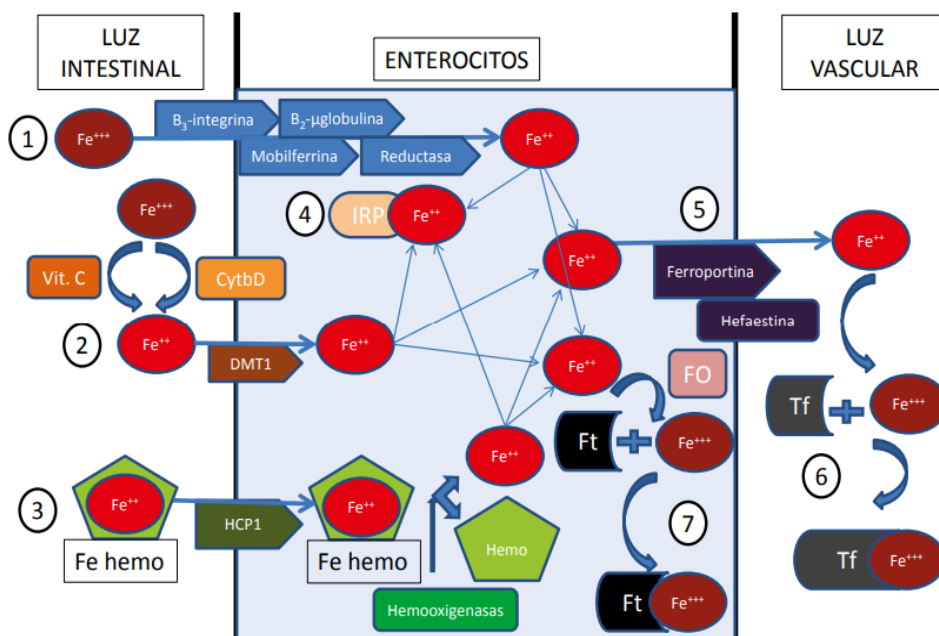 LUZ
INTESTINAL
ENTEROCITOS
LUZ
VASCULAR
1
Fe+++
B3-integrina
B2-µglobulina
Mobilferrina
Reductasa
Fe++
Fe+++
4
IRP
Fe++
5
Fe++
Fe++
Ferroportina
Hefaestina
Vit. C
CytbD
2
Fe++
DMT1
Fe++
Fe++
FO
Ft
Fe+++
Tf
Fe+++
3
Fe++
Fe hemo
HCP1
Fe++
Fe hemo
Fe++
Hemo
Hemooxigenasas
7
Ft
Fe+++
6
Tf
Fe+++